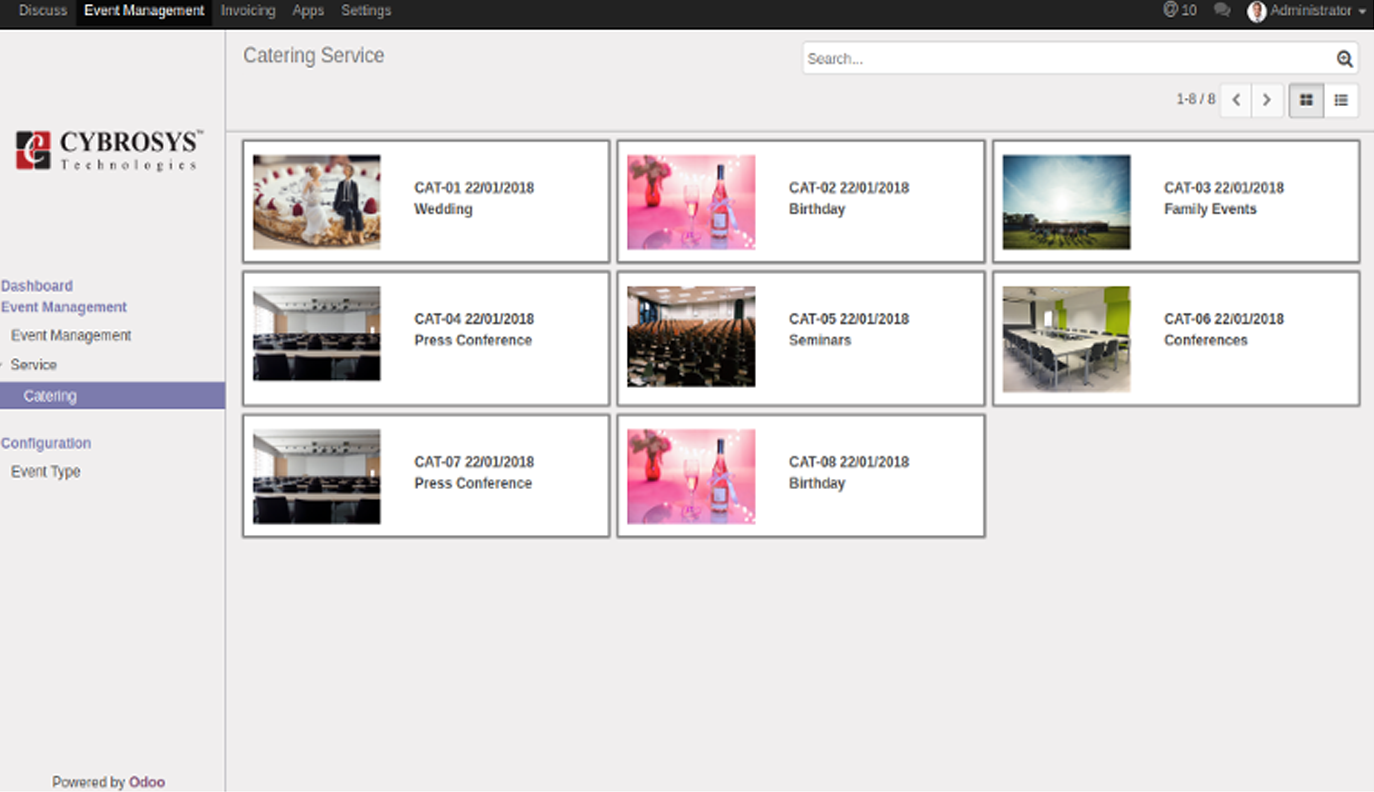 Discuss Event Management Invoicing Apps Settings @ 10 Administrator
Catering Service
Search...
1-8 / 8
CYBROSYS™
Technologies
Dashboard
Event Management
Event Management
Service
Catering
Configuration
Event Type
Powered by Odoo
CAT-01 22/01/2018
Wedding
CAT-02 22/01/2018
Birthday
CAT-03 22/01/2018
Family Events
CAT-04 22/01/2018
Press Conference
CAT-05 22/01/2018
Seminars
CAT-06 22/01/2018
Conferences
CAT-07 22/01/2018
Press Conference
CAT-08 22/01/2018
Birthday